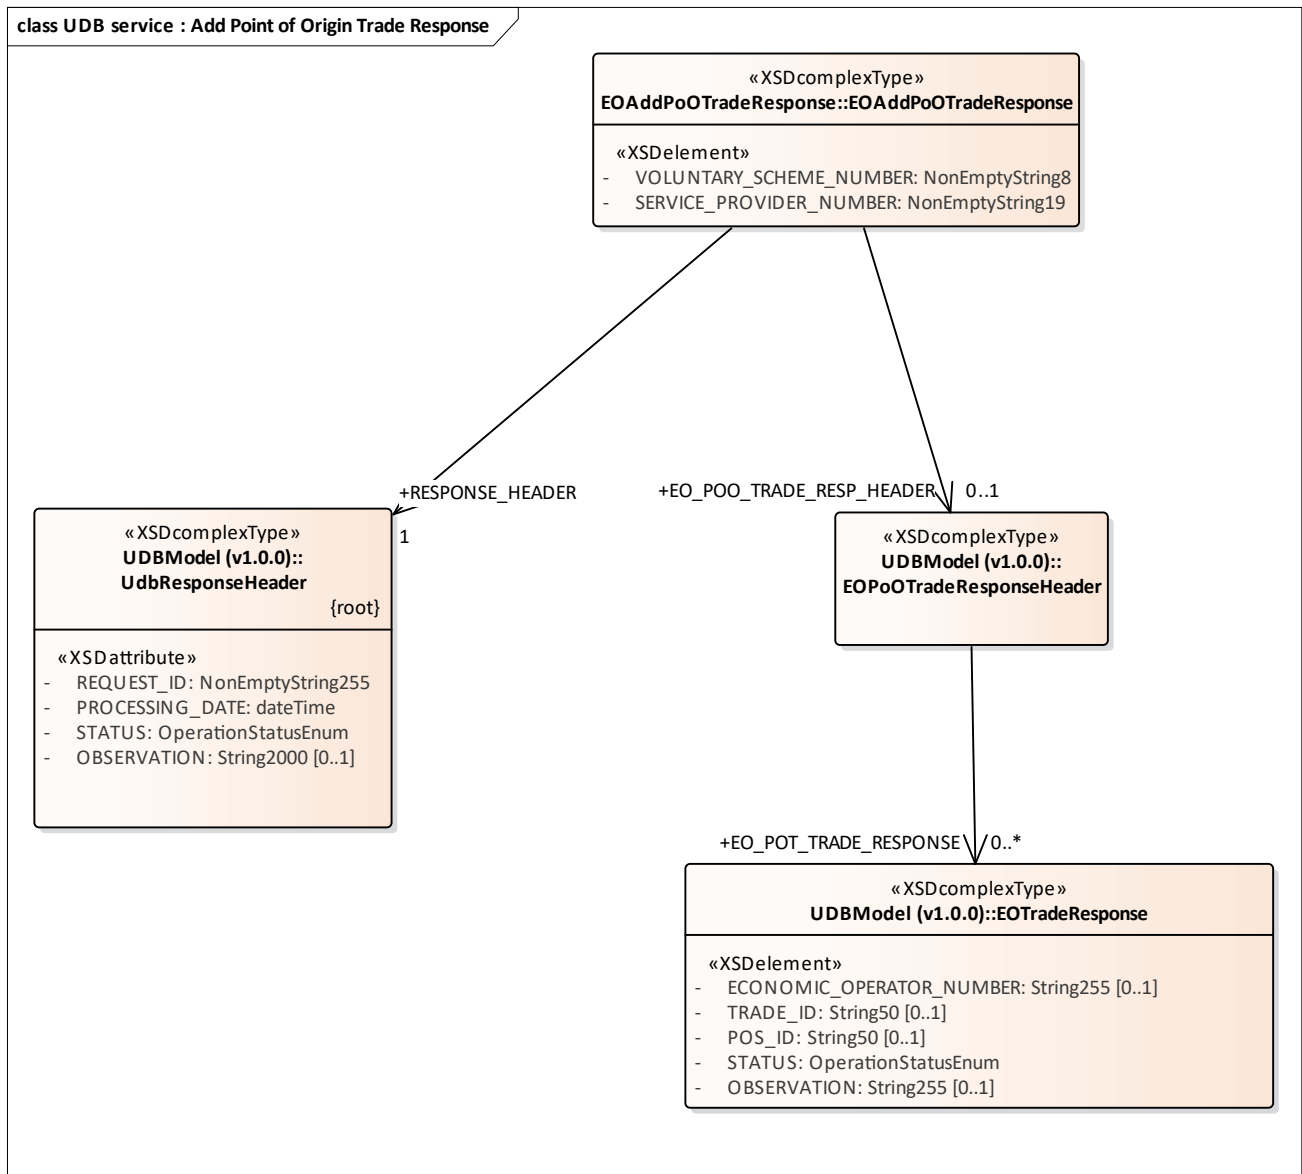 class UDB service : Add Point of Origin Trade Response
«XSDcomplexType»
EOAddPoOTradeResponse::EOAddPoOTradeResponse
«XSDelement»
- VOLUNTARY_SCHEME_NUMBER: NonEmptyString8
- SERVICE_PROVIDER_NUMBER: NonEmptyString19
+RESPONSE_HEADER
1
+EO_POO_TRADE_RESP_HEADER
0..1
«XSDcomplexType»
UDBModel (v1.0.0)::
UdbResponseHeader
{root}
«XSDattribute»
- REQUEST_ID: NonEmptyString255
- PROCESSING_DATE: dateTime
- STATUS: OperationStatusEnum
- OBSERVATION: String2000 [0..1]
«XSDcomplexType»
UDBModel (v1.0.0)::
EOPoOTradeResponseHeader
+EO_POT_TRADE_RESPONSE
0..*
«XSDcomplexType»
UDBModel (v1.0.0)::EOTradeResponse
«XSDelement»
- ECONOMIC_OPERATOR_NUMBER: String255 [0..1]
- TRADE_ID: String50 [0..1]
- POS_ID: String50 [0..1]
- STATUS: OperationStatusEnum
- OBSERVATION: String255 [0..1]